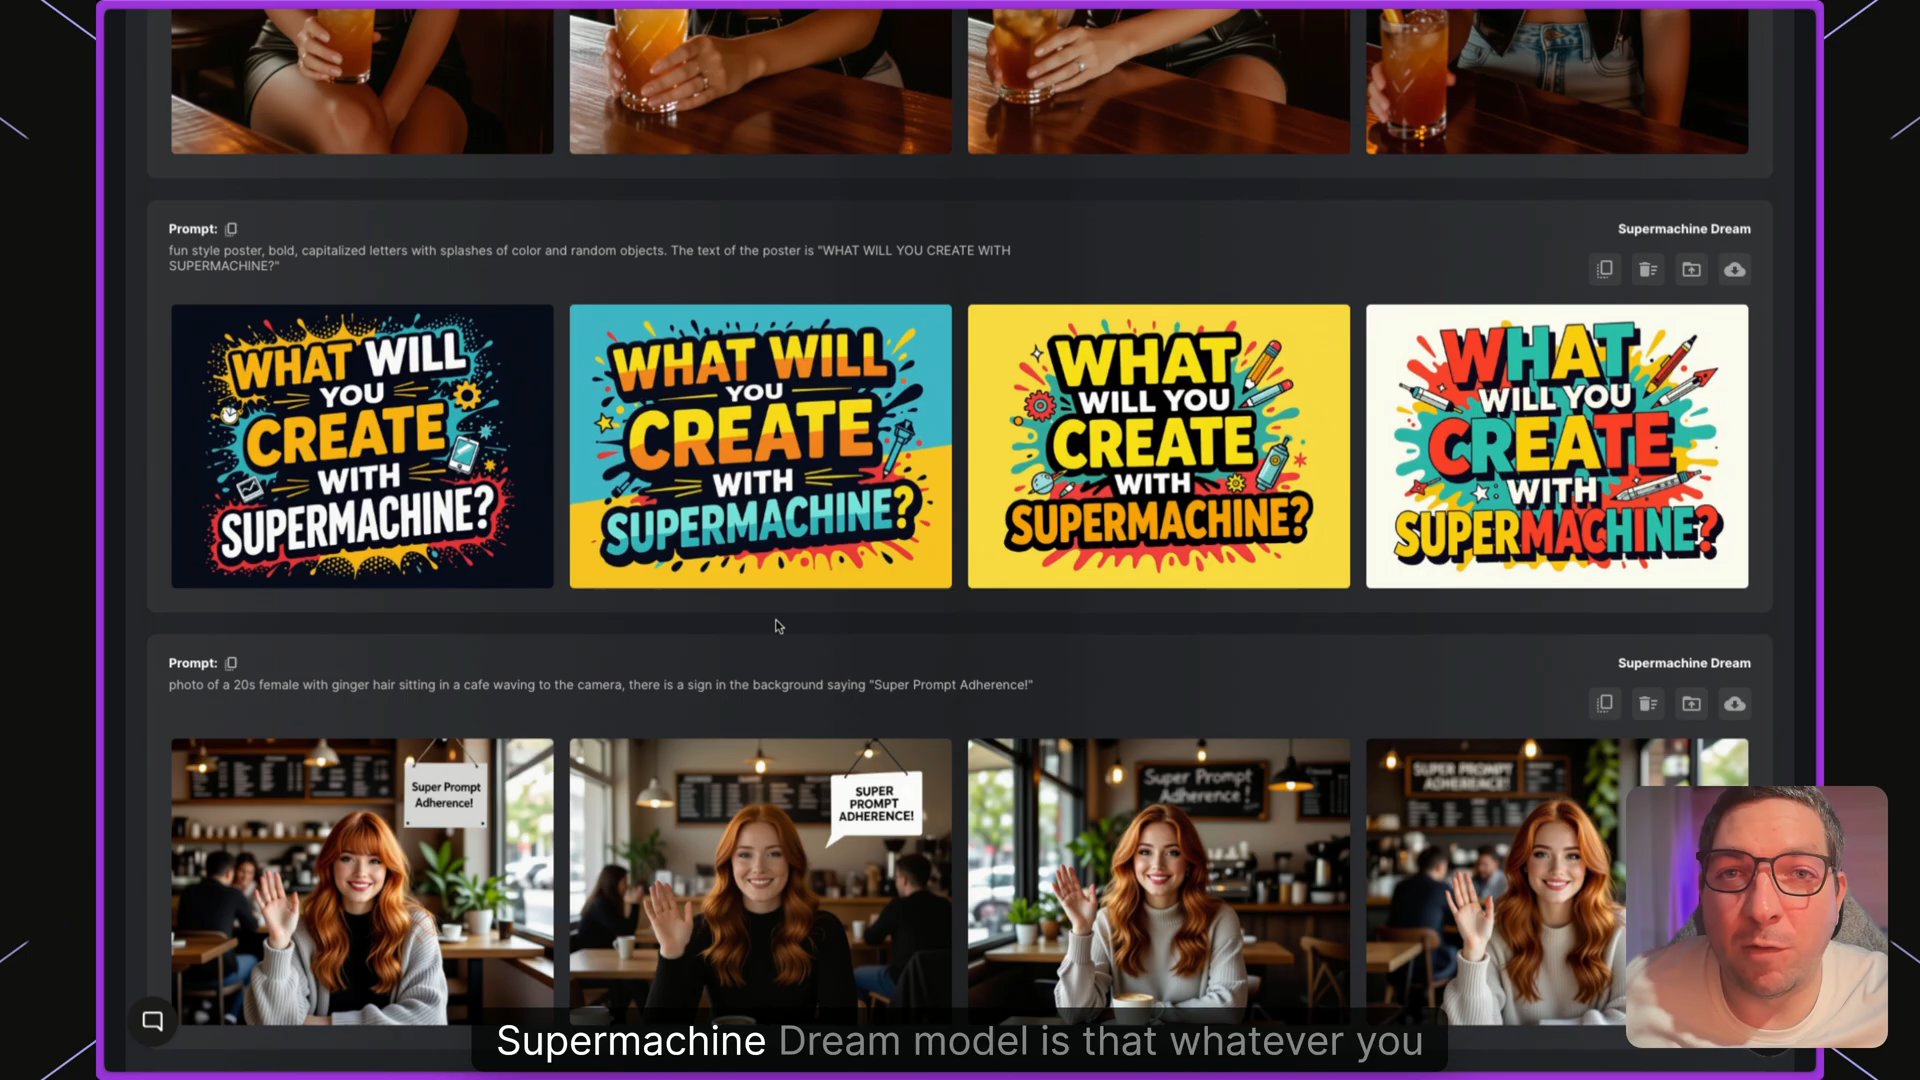 Prompt:
Supermachine Dream
fun style poster, bold, capitalized letters with splashes of color and random objects. The text of the poster is "WHAT WILL YOU CREATE WITH
SUPERMACHINE?"
WHAT WILL
YOU
CREATE
WITH
SUPERMACHINE?
WHAT WILL
YOU
CREATE
WITH
SUPERMACHINE?
WHAT
WILL YOU
CREATE
WITH
SUPERMACHINE?
WHAT
WILL YOU
CREATE
WITH
SUPERMACHINE?
Prompt:
Supermachine Dream
photo of a 20s female with ginger hair sitting in a cafe waving to the camera, there is a sign in the background saying "Super Prompt Adherence!"
Super Prompt
Adherence!
SUPER
PROMPT
ADHERENCE!
Super Prompt
Adherence!
SUPER PROMPT
Supermachine Dream model is that whatever you